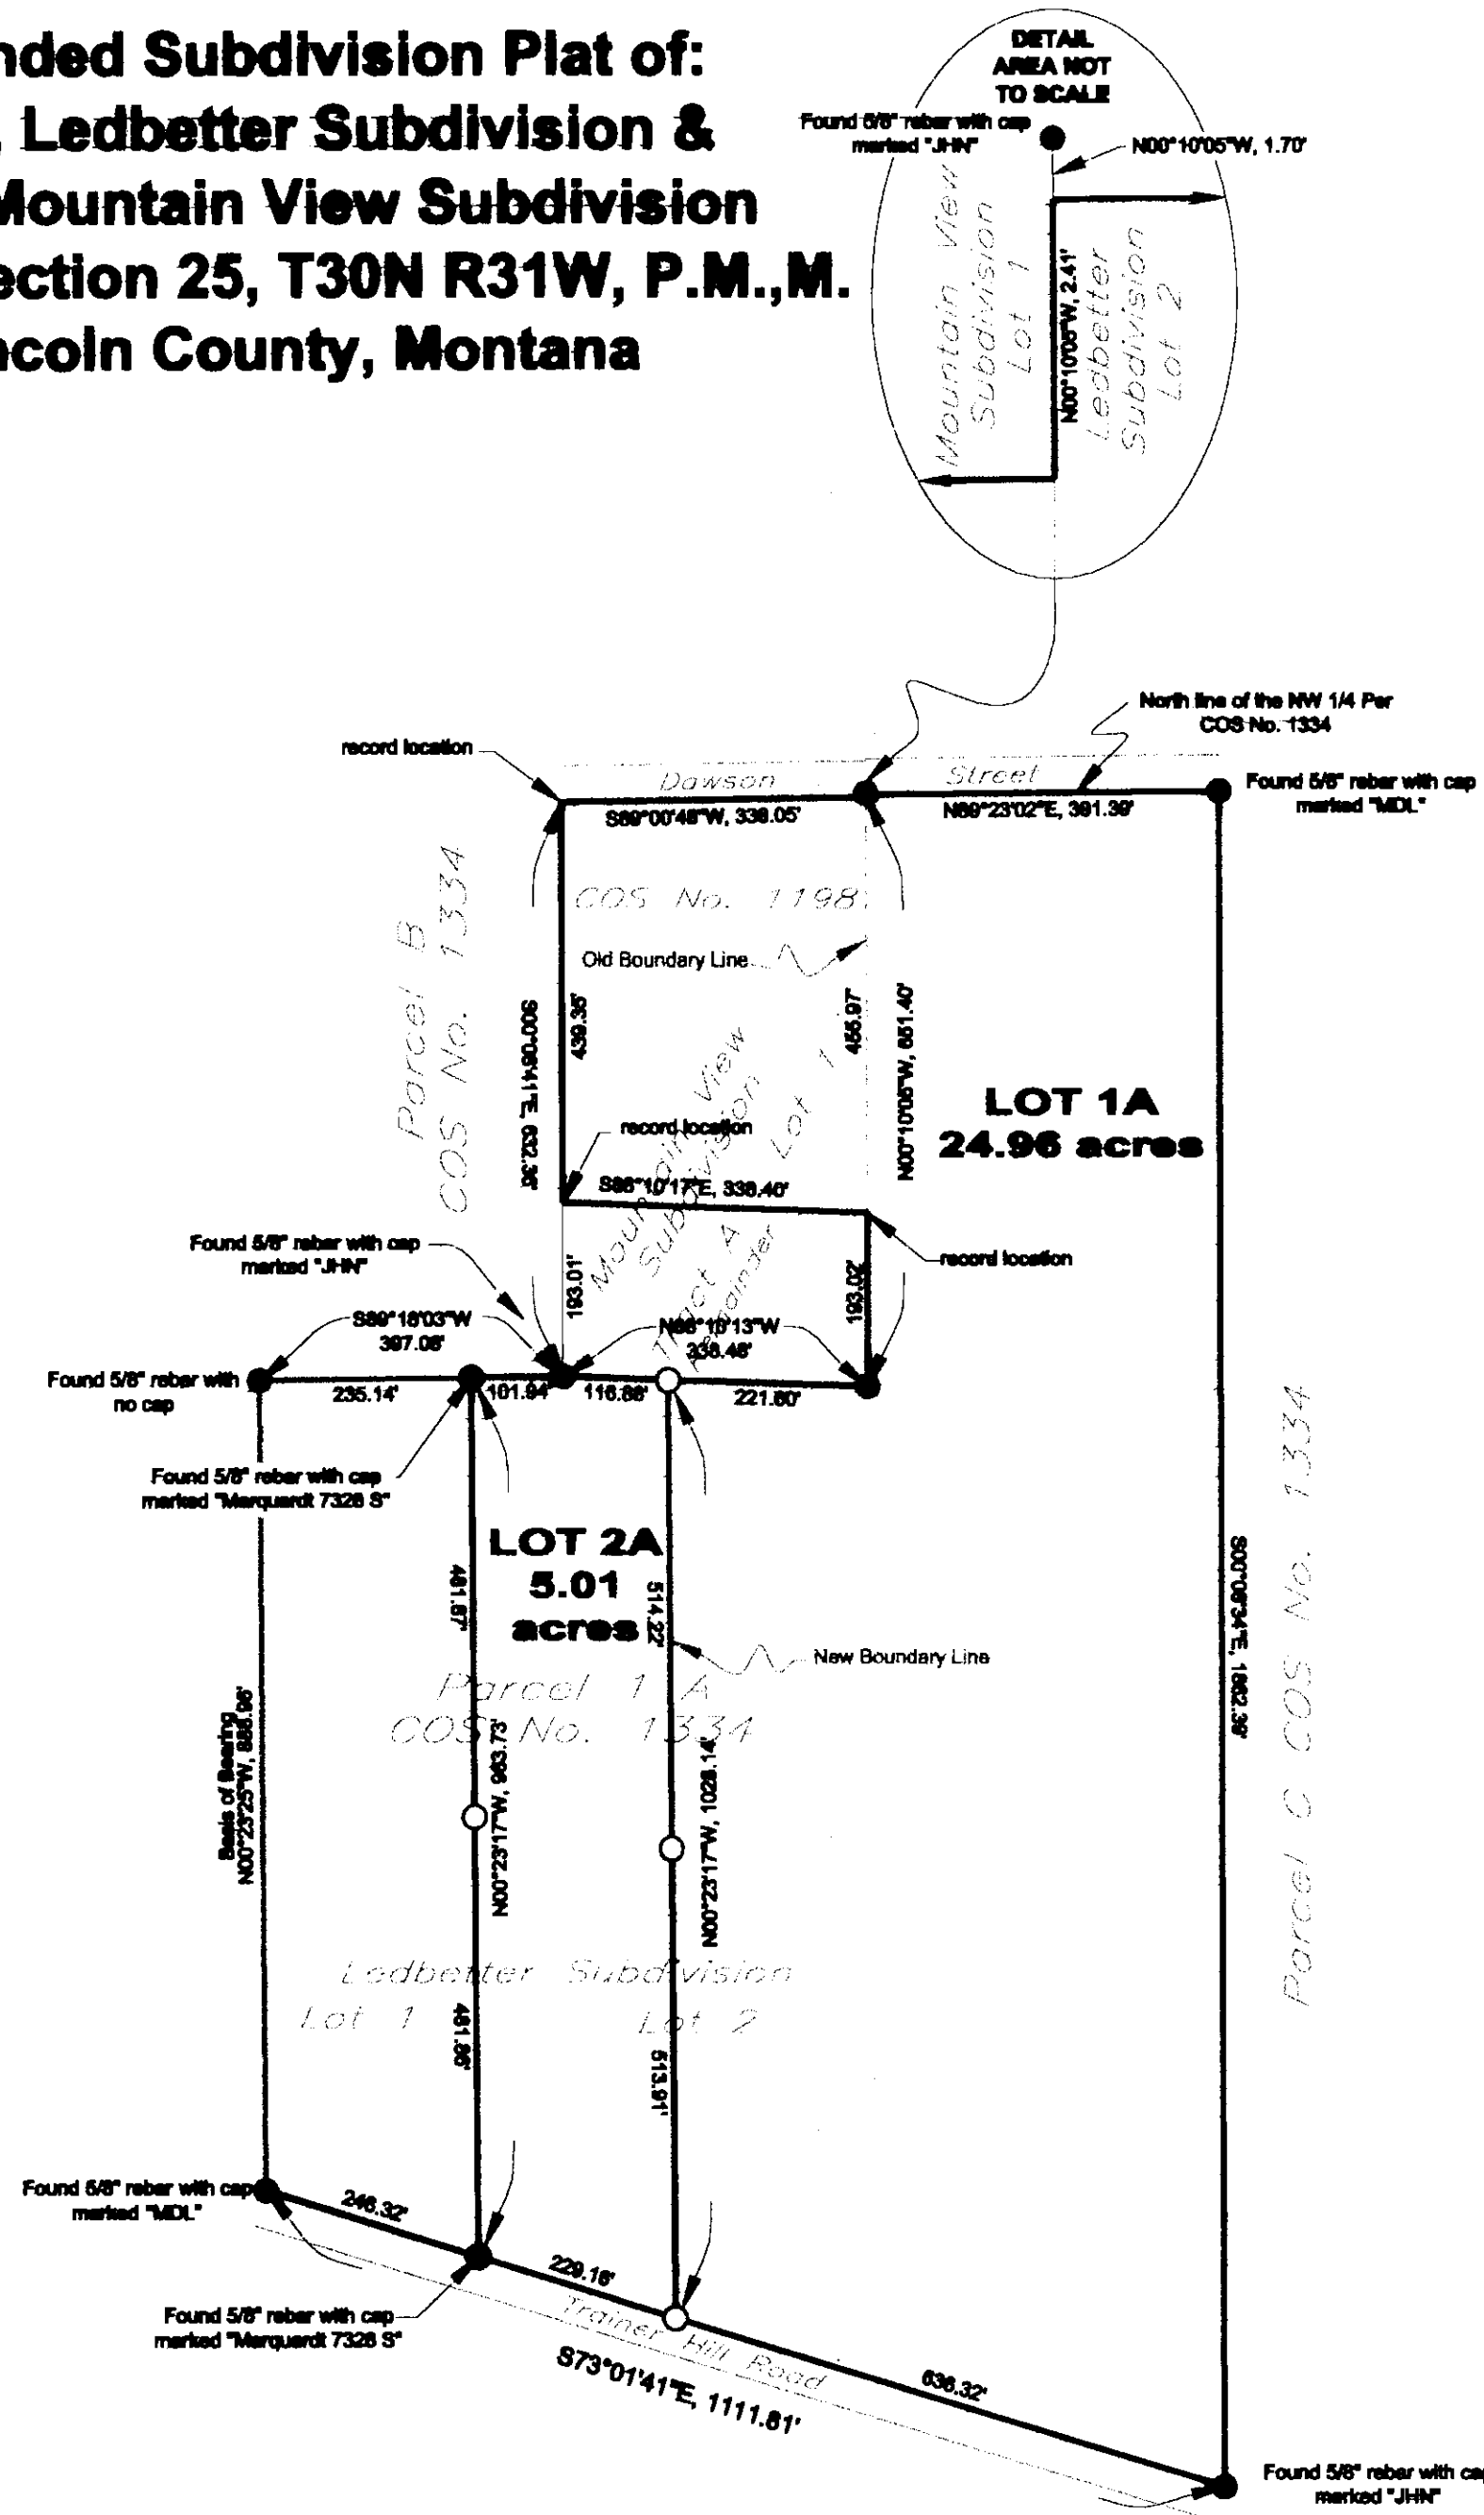 nded Subdivision Plat of:
Ledbetter Subdivision &
Mountain View Subdivision
ection 25, T30N R31W, P.M.,M.
ncoln County, Montana
DETAIL
AREA NOT
TO SCALE
Found 5/8" rebar with cap
marked "JHN"
N00°10'05"W, 1.70'
Mountain View
Subdivision
Lot 1
N00°10'05"W, 2.41'
Ledbetter
Subdivision
Lot 2
North line of the NW 1/4 Per
COS No. 1334
record location
Dawson Street
Found 5/8" rebar with cap
marked "MDL"
S89°00'48"W, 338.05'
N89°23'02"E, 391.39'
COS No. 1198
Parcel B
COS No. 1334
Old Boundary Line
439.35'
632.36'
455.97'
N00°10'05"W, 651.40'
LOT 1A
24.96 acres
record location
Mountain View
Subdivision
Lot 1
S88°10'17"E, 338.40'
Tract A
Remainder
Found 5/8" rebar with cap
marked "JHN"
193.01'
193.02'
record location
S89°18'03"W
N88°10'13"W
338.48'
Found 5/8" rebar with
no cap
235.14'
101.94'
116.88'
221.60'
Found 5/8" rebar with cap
marked "Marquardt 7328 S"
LOT 2A
5.01
acres
481.87'
514.22'
New Boundary Line
Parcel 1 A
COS No. 1334
Basis of Bearing
N00°23'25"W, 888.96'
N00°23'17"W, 963.73'
N00°23'17"W, 1028.14'
S00°08'34"E, 1862.39'
Parcel C COS No. 1334
Ledbetter Subdivision
Lot 1
Lot 2
481.86'
513.91'
Found 5/8" rebar with cap
marked "MDL"
246.32'
229.16'
Found 5/8" rebar with cap
marked "Marquardt 7328 S"
Trainer Hill Road
S73°01'41"E, 1111.81'
636.32'
Found 5/8" rebar with cap
marked "JHN"